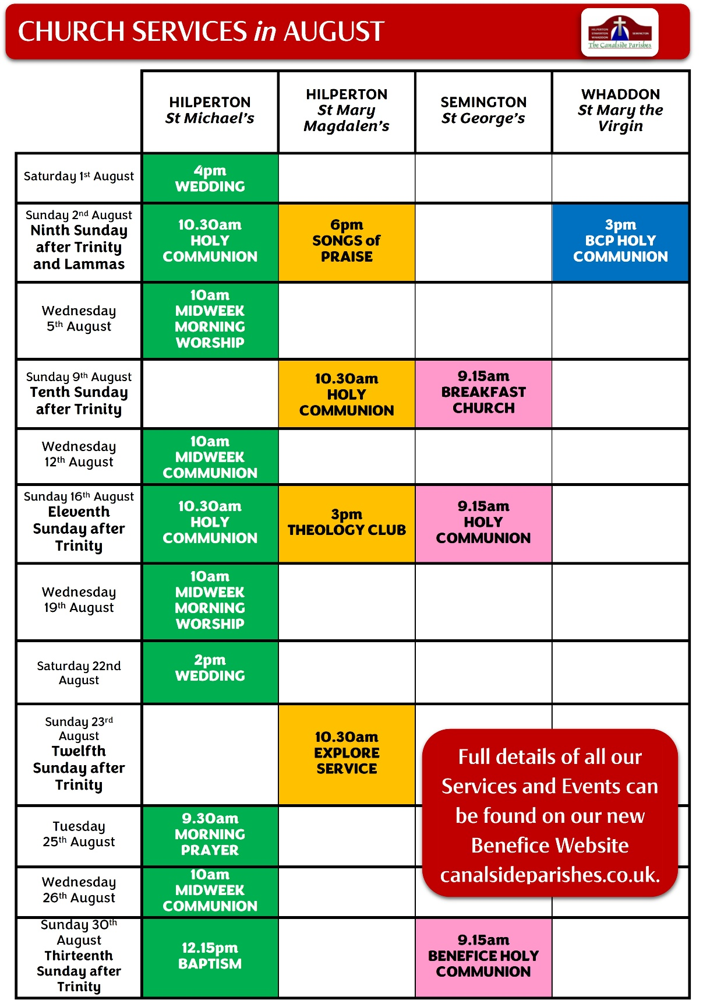 CHURCH SERVICES in AUGUST
HILPERTON
STAVERTON
WHADDON
SEMINGTON
The Canalside Parishes
HILPERTON
St Michael's
HILPERTON
St Mary
Magdalen's
SEMINGTON
St George's
WHADDON
St Mary the
Virgin
Saturday 1st August
4pm
WEDDING
Sunday 2nd August
Ninth Sunday
after Trinity
and Lammas
10.30am
HOLY
COMMUNION
6pm
SONGS of
PRAISE
3pm
BCP HOLY
COMMUNION
Wednesday
5th August
10am
MIDWEEK
MORNING
WORSHIP
Sunday 9th August
Tenth Sunday
after Trinity
10.30am
HOLY
COMMUNION
9.15am
BREAKFAST
CHURCH
Wednesday
12th August
10am
MIDWEEK
COMMUNION
Sunday 16th August
Eleventh
Sunday after
Trinity
10.30am
HOLY
COMMUNION
3pm
THEOLOGY CLUB
9.15am
HOLY
COMMUNION
Wednesday
19th August
10am
MIDWEEK
MORNING
WORSHIP
Saturday 22nd
August
2pm
WEDDING
Sunday 23rd
August
Twelfth
Sunday after
Trinity
10.30am
EXPLORE
SERVICE
Full details of all our
Services and Events can
be found on our new
Benefice Website
canalsideparishes.co.uk.
Tuesday
25th August
9.30am
MORNING
PRAYER
Wednesday
26th August
10am
MIDWEEK
COMMUNION
Sunday 30th
August
Thirteenth
Sunday after
Trinity
12.15pm
BAPTISM
9.15am
BENEFICE HOLY
COMMUNION